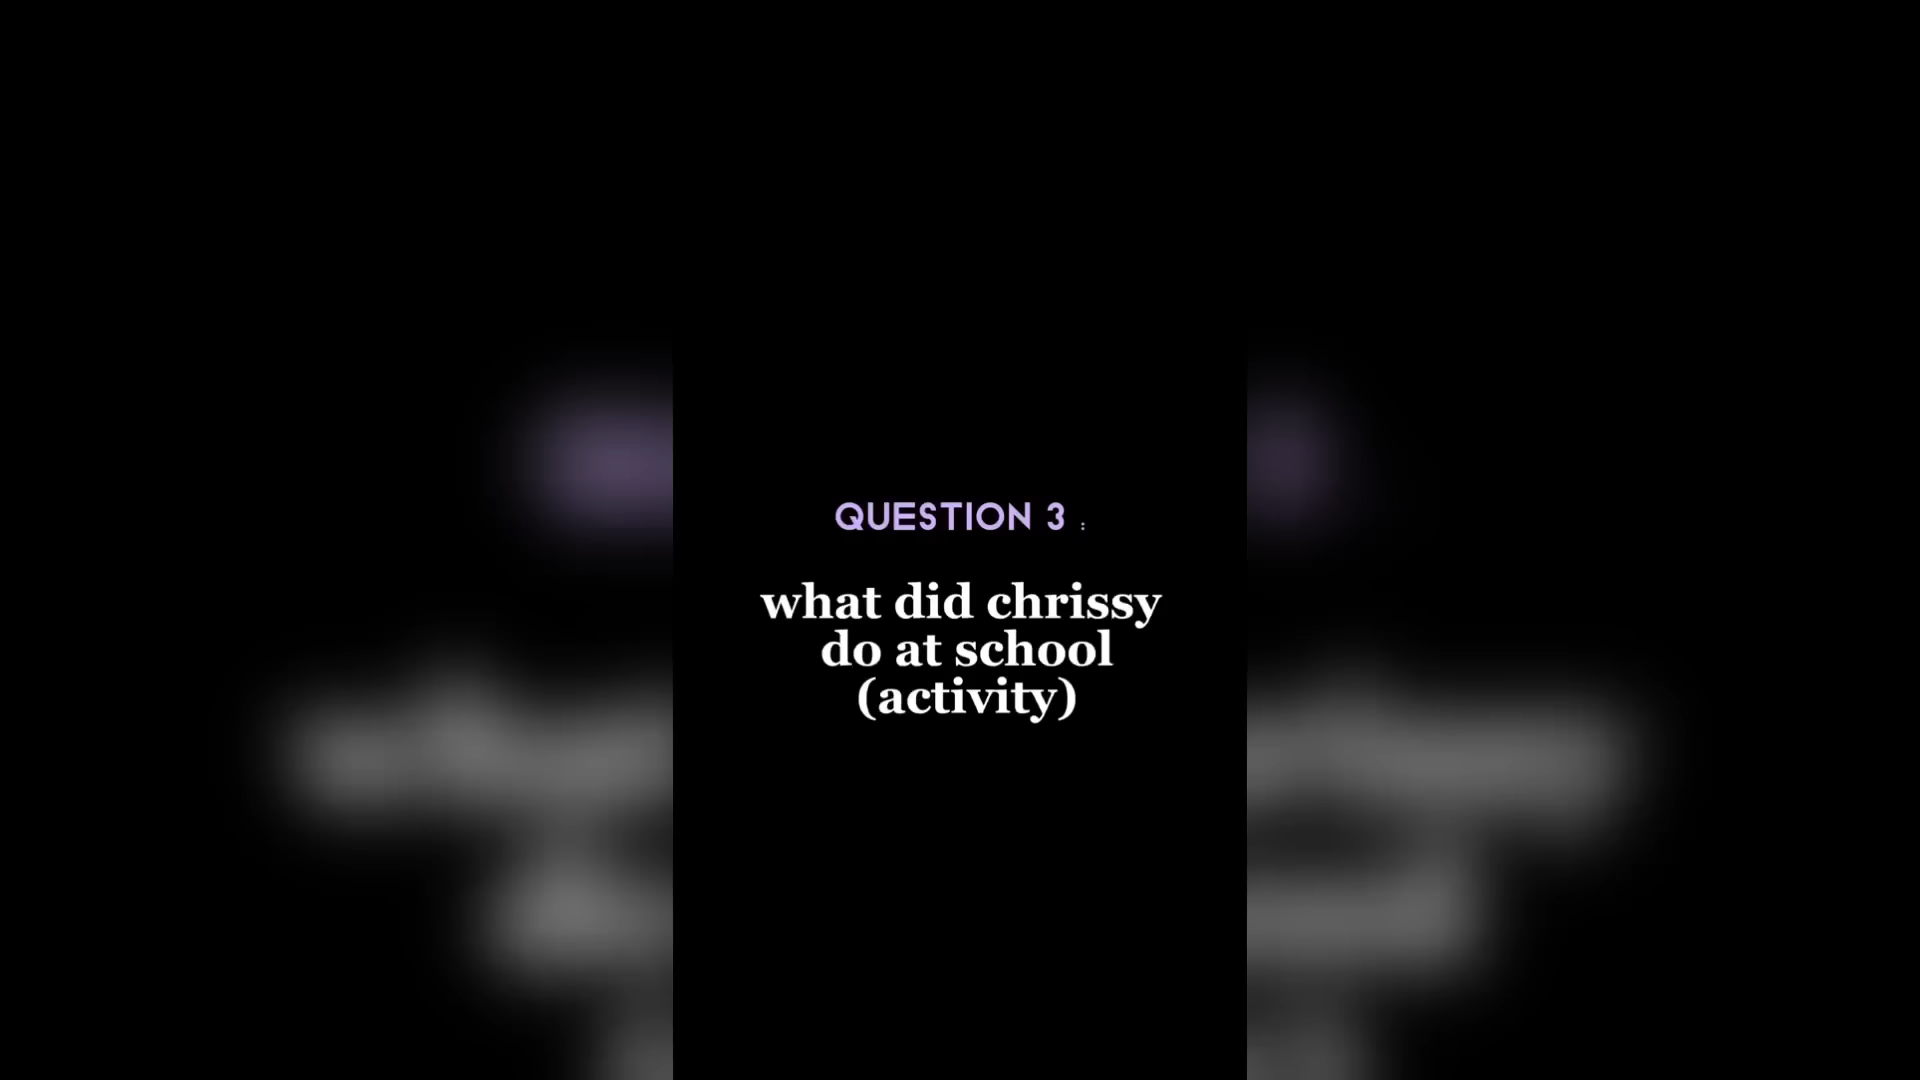 QUESTION 3 :
what did chrissy
do at school
(activity)